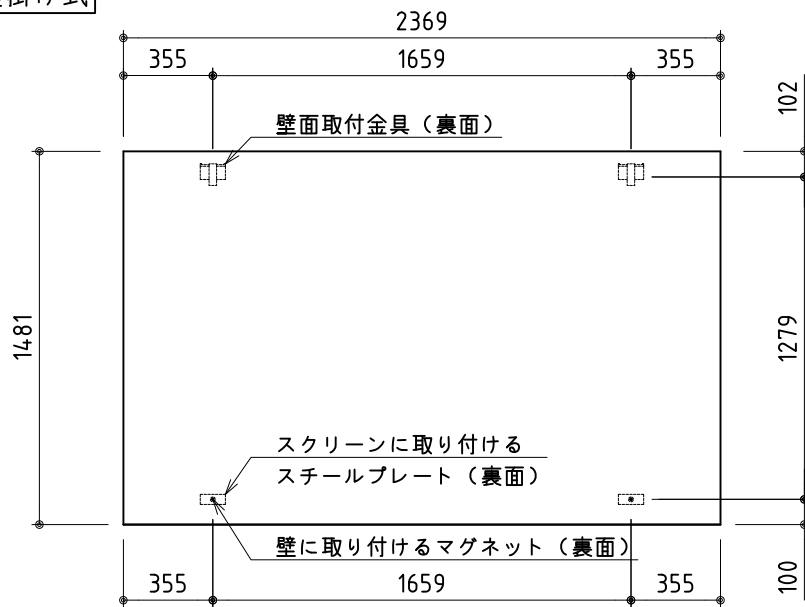 掛け式
2369
355 1659 355
102
壁面取付金具（裏面）
1481
1279
スクリーンに取り付ける
スチールプレート（裏面）
壁に取り付けるマグネット（裏面）
355 1659 355
100